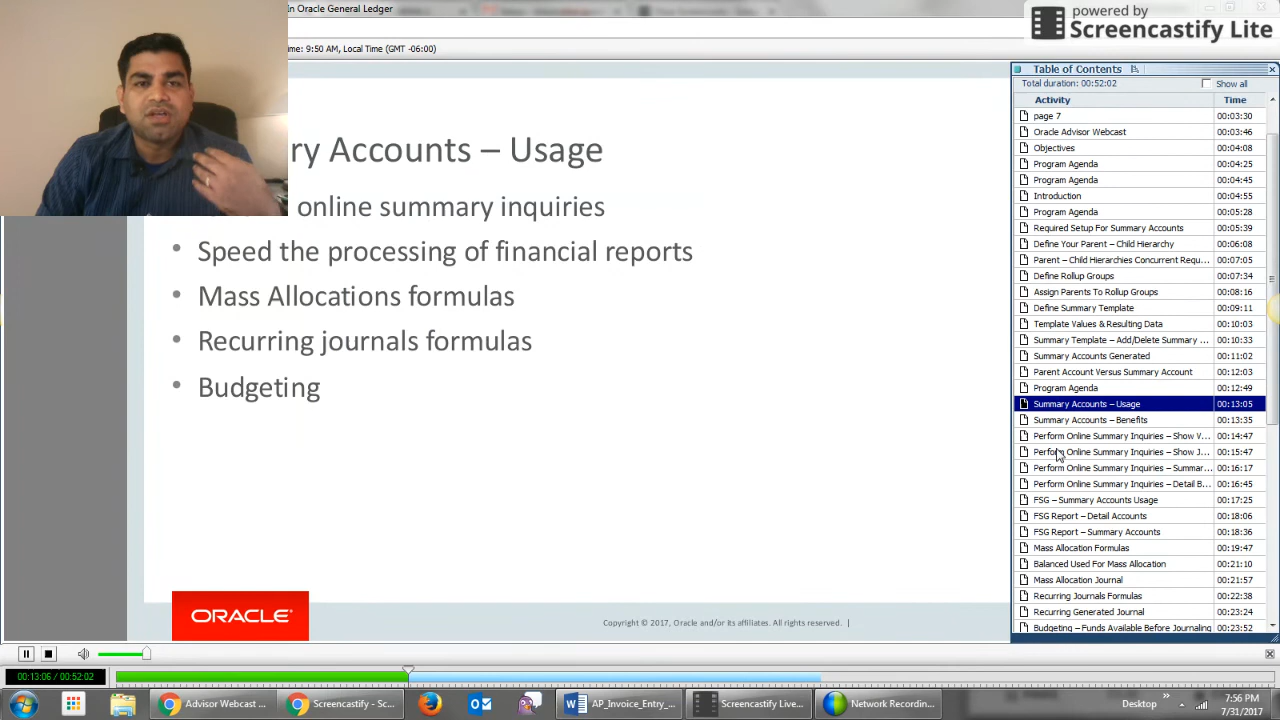 in Oracle General Ledger
powered by
Screencastify Lite
ime: 9:50 AM, Local Time (GMT -06:00)
ry Accounts – Usage
online summary inquiries
• Speed the processing of financial reports
• Mass Allocations formulas
• Recurring journals formulas
• Budgeting
ORACLE
Copyright © 2017, Oracle and/or its affiliates. All rights reserved. |
Table of Contents
Total duration: 00:52:02 Show all
Activity Time
page 7 00:03:30
Oracle Advisor Webcast 00:03:46
Objectives 00:04:08
Program Agenda 00:04:25
Program Agenda 00:04:45
Introduction 00:04:55
Program Agenda 00:05:28
Required Setup For Summary Accounts 00:05:39
Define Your Parent – Child Hierarchy 00:06:08
Parent – Child Hierarchies Concurrent Requ... 00:07:05
Define Rollup Groups 00:07:34
Assign Parents To Rollup Groups 00:08:16
Define Summary Template 00:09:11
Template Values & Resulting Data 00:10:03
Summary Template – Add/Delete Summary ... 00:10:33
Summary Accounts Generated 00:11:02
Parent Account Versus Summary Account 00:12:03
Program Agenda 00:12:49
Summary Accounts – Usage 00:13:05
Summary Accounts – Benefits 00:13:35
Perform Online Summary Inquiries – Show V... 00:14:47
Perform Online Summary Inquiries – Show J... 00:15:47
Perform Online Summary Inquiries – Summar... 00:16:17
Perform Online Summary Inquiries – Detail B... 00:16:45
FSG – Summary Accounts Usage 00:17:25
FSG Report – Detail Accounts 00:18:06
FSG Report – Summary Accounts 00:18:36
Mass Allocation Formulas 00:19:47
Balanced Used For Mass Allocation 00:21:10
Mass Allocation Journal 00:21:57
Recurring Journals Formulas 00:22:38
Recurring Generated Journal 00:23:24
Budgeting – Funds Available Before Journaling 00:23:52
00:13:06 / 00:52:02
Advisor Webcast ...
Screencastify - Sc...
AP_Invoice_Entry_...
Screencastify Live...
Network Recordin...
Desktop
7:56 PM
7/31/2017